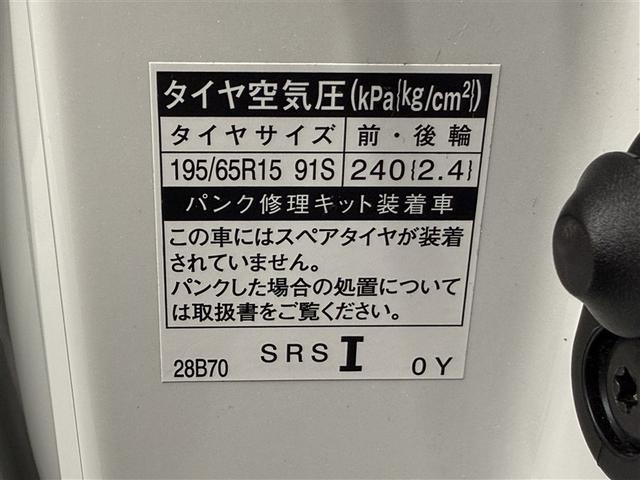 タイヤ空気圧(kPa{kg/cm²})
タイヤサイズ 前・後輪
195/65R15 91S 240{2.4}
パンク修理キット装着車
この車にはスペアタイヤが装着
されていません。
パンクした場合の処置について
は取扱書をご覧ください。
28B70 SRS I 0Y